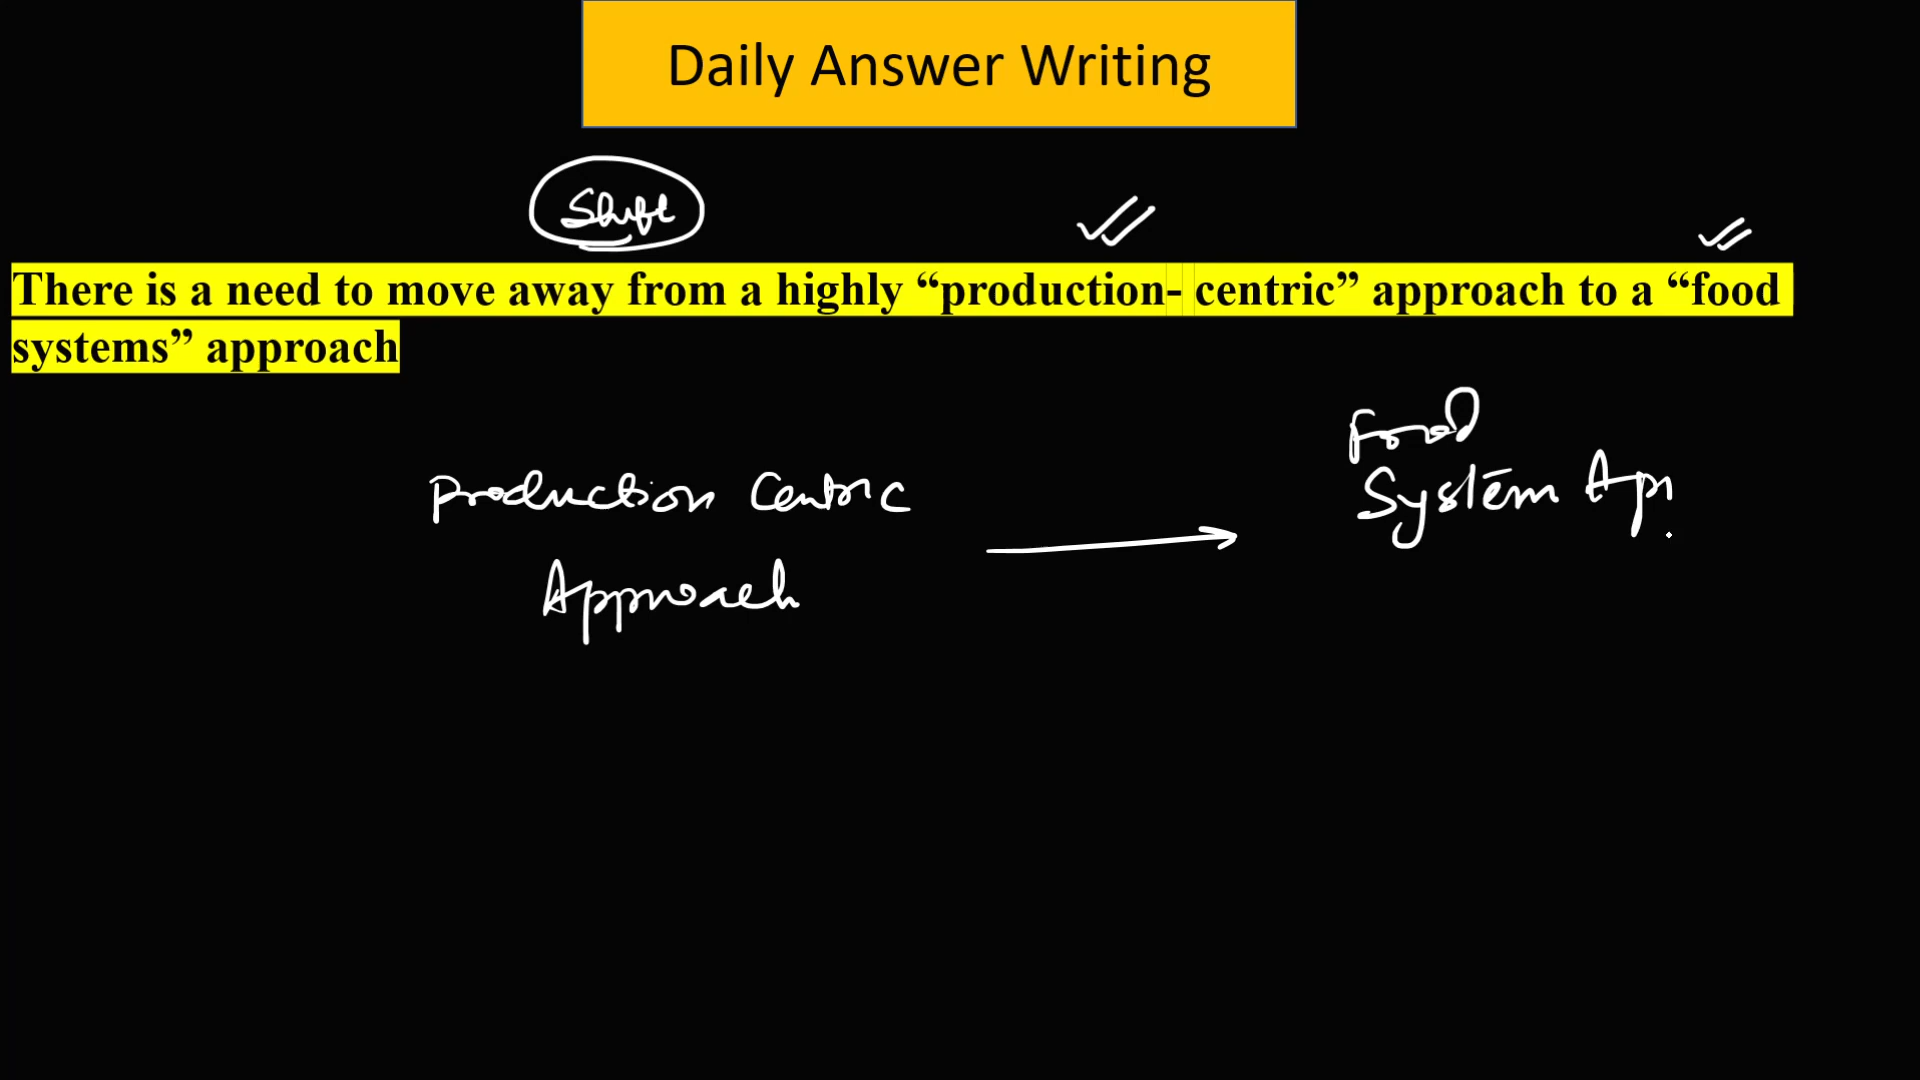 Daily Answer Writing
Shift
There is a need to move away from a highly “production- centric” approach to a “food
systems” approach
Food
Production Centric
System App
Approach